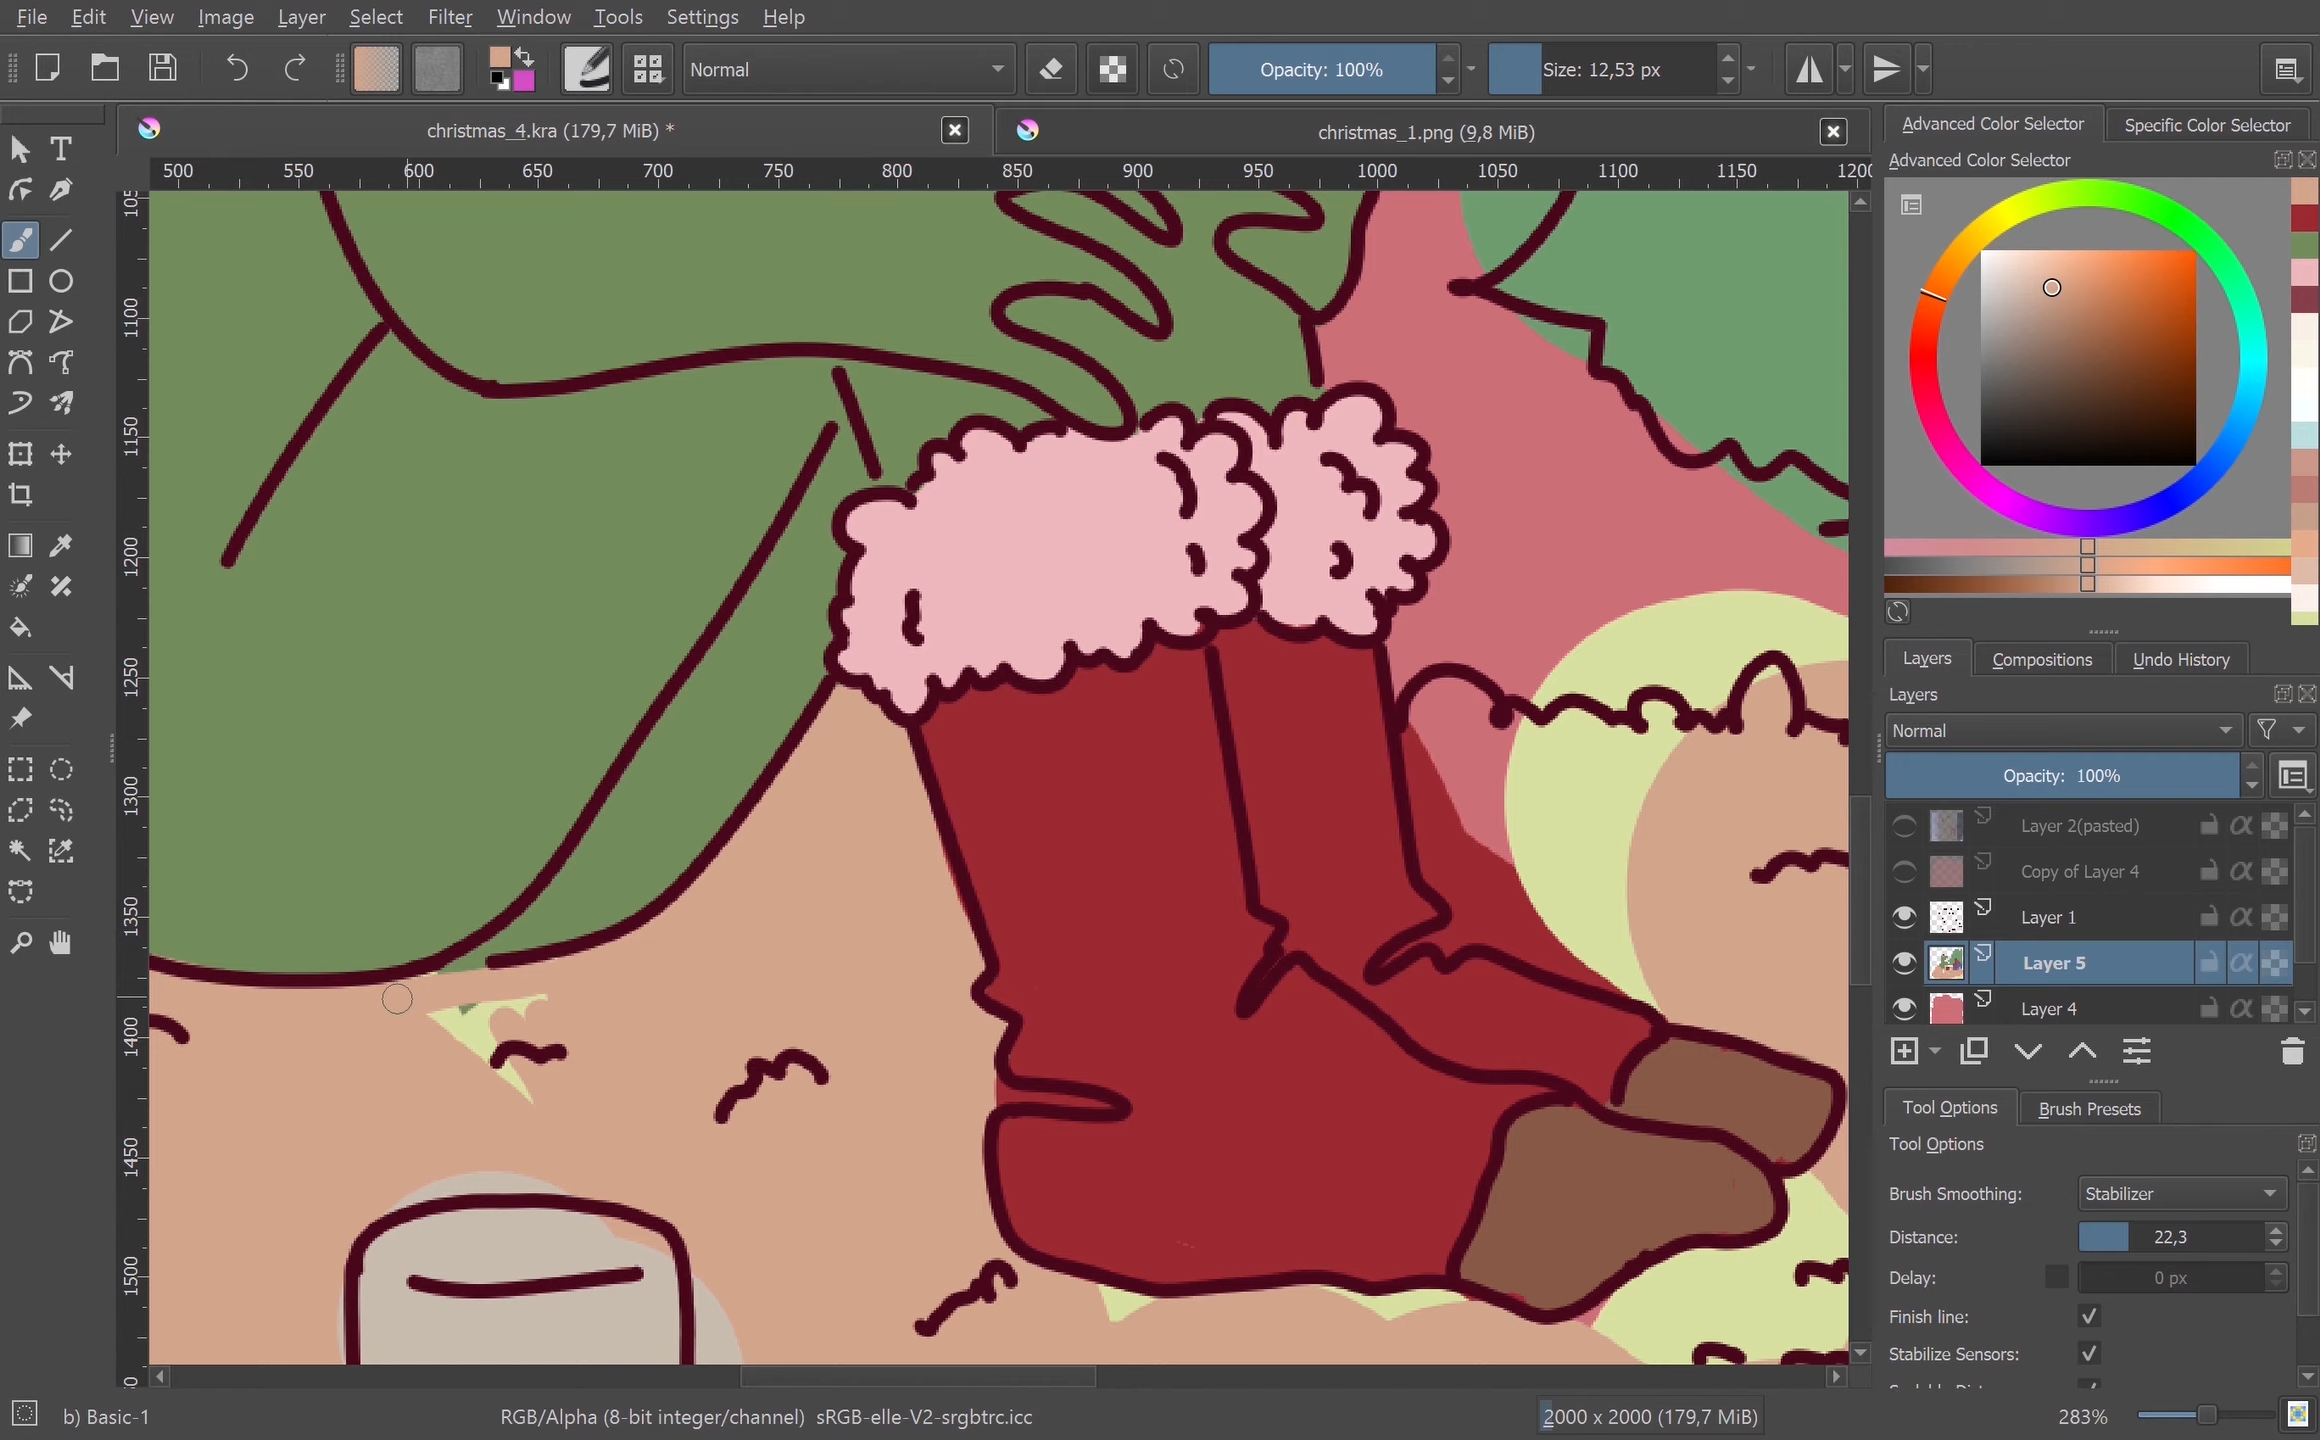 File Edit View Image Layer Select Filter Window Tools Settings Help
Normal Opacity: 100% Size: 12,53 px
christmas_4.kra (179,7 MiB) * christmas_1.png (9,8 MiB)
Advanced Color Selector Specific Color Selector
Advanced Color Selector
500 550 600 650 700 750 800 850 900 950 1000 1050 1100 1150 1200
1100
1150
1200
1250
1300
1350
1400
1450
1500
Layers Compositions Undo History
Layers
Normal
Opacity: 100%
Layer 2(pasted)
Copy of Layer 4
Layer 1
Layer 5
Layer 4
Tool Options Brush Presets
Tool Options
Brush Smoothing: Stabilizer
Distance: 22,3
Delay: 0 px
Finish line:
Stabilize Sensors:
b) Basic-1 RGB/Alpha (8-bit integer/channel) sRGB-elle-V2-srgbtrc.icc 2000 x 2000 (179,7 MiB) 283%